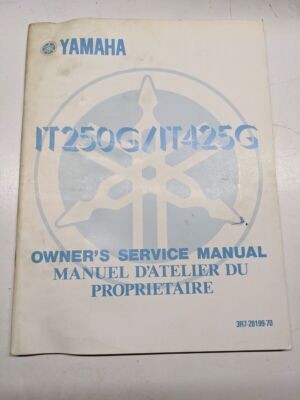 YAMAHA
IT250G/IT425G
OWNER'S SERVICE MANUAL
MANUEL D'ATELIER DU
PROPRIETAIRE
3R7-28199-70